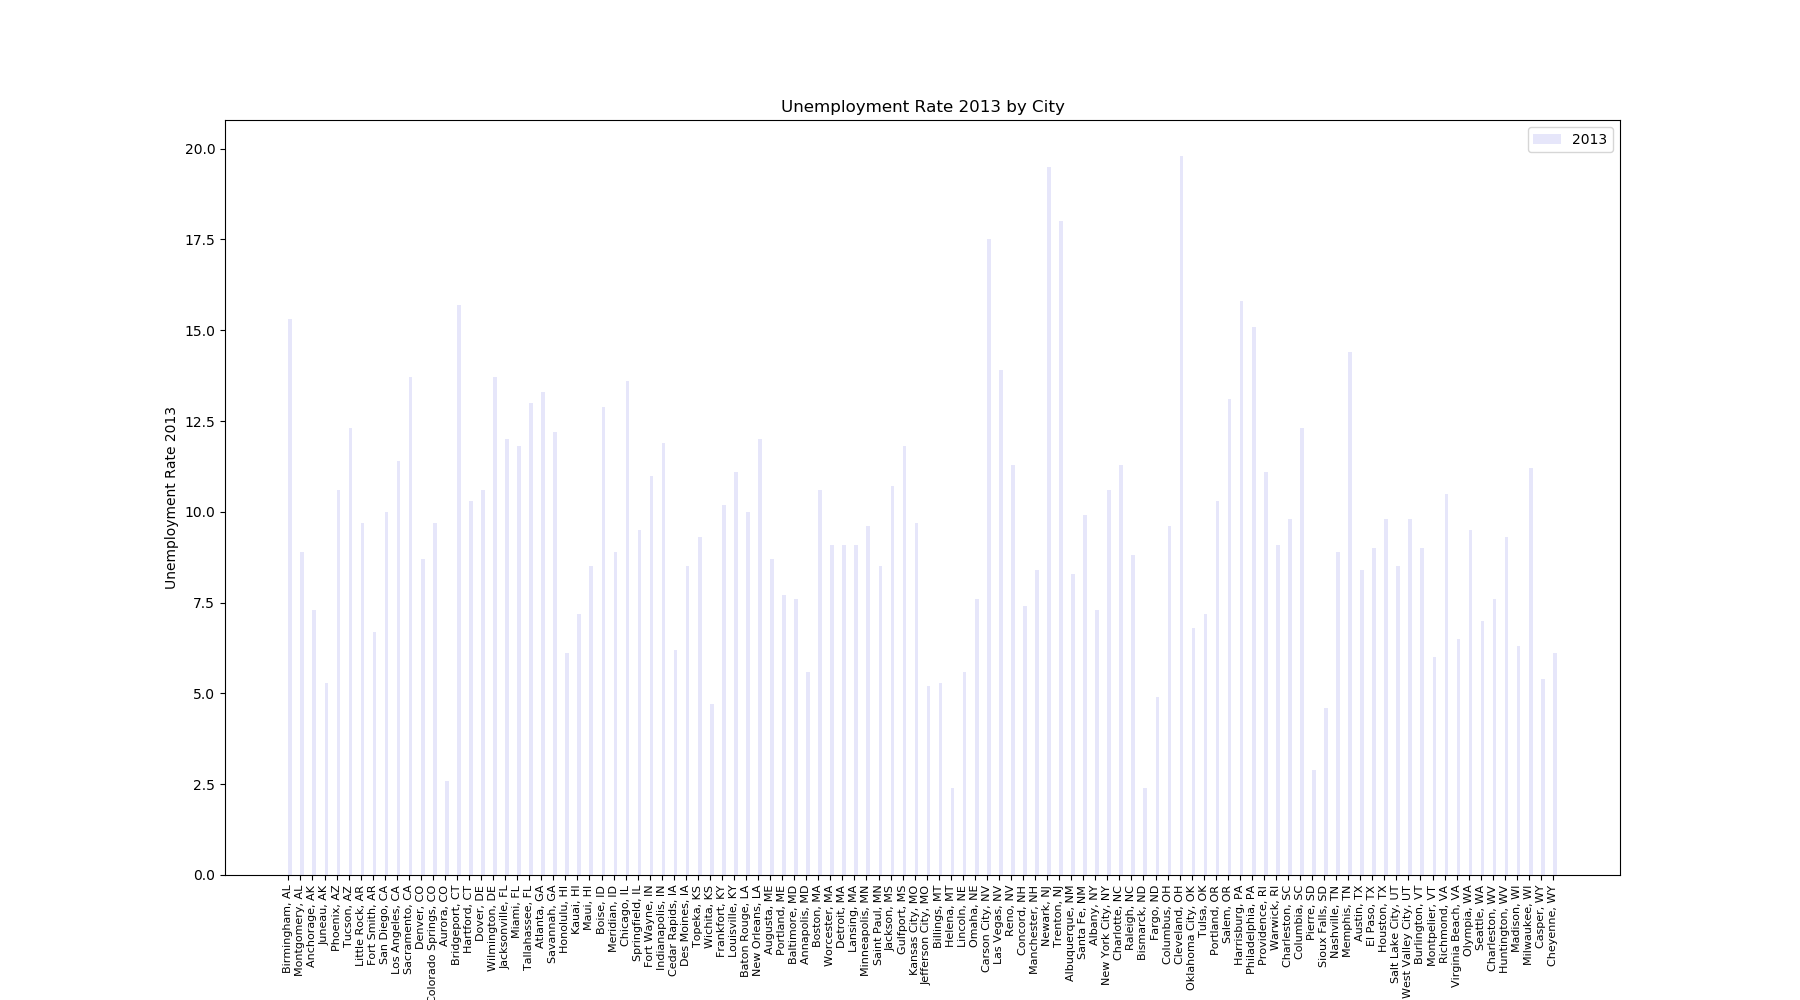 Unemployment Rate 2013 by City
2013
Unemployment Rate 2013
20.0
17.5
15.0
12.5
10.0
7.5
5.0
2.5
0.0
Birmingham, AL
Montgomery, AL
Anchorage, AK
Juneau, AK
Phoenix, AZ
Tucson, AZ
Little Rock, AR
Fort Smith, AR
San Diego, CA
Los Angeles, CA
Sacramento, CA
Denver, CO
Colorado Springs, CO
Aurora, CO
Bridgeport, CT
Hartford, CT
Dover, DE
Wilmington, DE
Jacksonville, FL
Miami, FL
Tallahassee, FL
Atlanta, GA
Savannah, GA
Honolulu, HI
Kauai, HI
Maui, HI
Boise, ID
Meridian, ID
Chicago, IL
Springfield, IL
Fort Wayne, IN
Indianapolis, IN
Cedar Rapids, IA
Des Moines, IA
Topeka, KS
Wichita, KS
Frankfort, KY
Louisville, KY
Baton Rouge, LA
New Orleans, LA
Augusta, ME
Portland, ME
Baltimore, MD
Annapolis, MD
Boston, MA
Worcester, MA
Detroit, MA
Lansing, MA
Minneapolis, MN
Saint Paul, MN
Jackson, MS
Gulfport, MS
Kansas City, MO
Jefferson City, MO
Billings, MT
Helena, MT
Lincoln, NE
Omaha, NE
Carson City, NV
Las Vegas, NV
Reno, NV
Concord, NH
Manchester, NH
Newark, NJ
Trenton, NJ
Albuquerque, NM
Santa Fe, NM
Albany, NY
New York City, NY
Charlotte, NC
Raleigh, NC
Bismarck, ND
Fargo, ND
Columbus, OH
Cleveland, OH
Oklahoma City, OK
Tulsa, OK
Portland, OR
Salem, OR
Harrisburg, PA
Philadelphia, PA
Providence, RI
Warwick, RI
Charleston, SC
Columbia, SC
Pierre, SD
Sioux Falls, SD
Nashville, TN
Memphis, TN
Austin, TX
El Paso, TX
Houston, TX
Salt Lake City, UT
West Valley City, UT
Burlington, VT
Montpelier, VT
Richmond, VA
Virginia Beach, VA
Olympia, WA
Seattle, WA
Charleston, WV
Huntington, WV
Madison, WI
Milwaukee, WI
Casper, WY
Cheyenne, WY